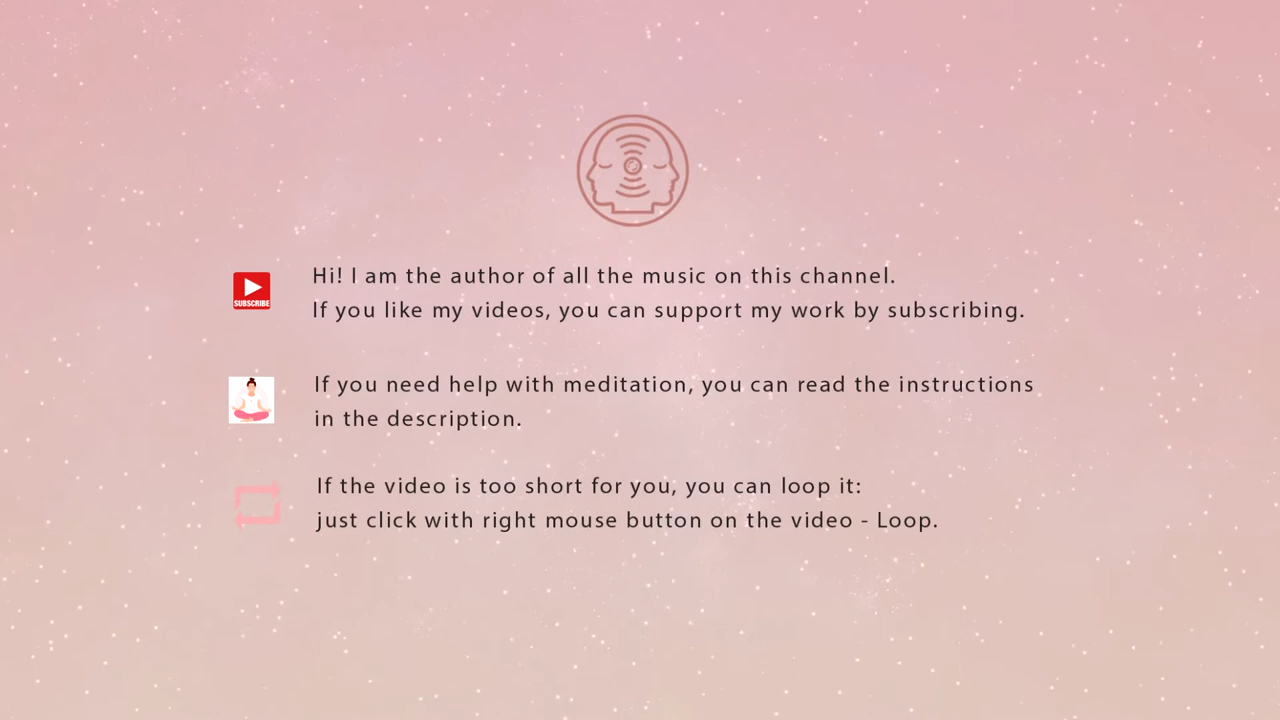 SUBSCRIBE
Hi! I am the author of all the music on this channel.
If you like my videos, you can support my work by subscribing.
If you need help with meditation, you can read the instructions
in the description.
If the video is too short for you, you can loop it:
just click with right mouse button on the video - Loop.